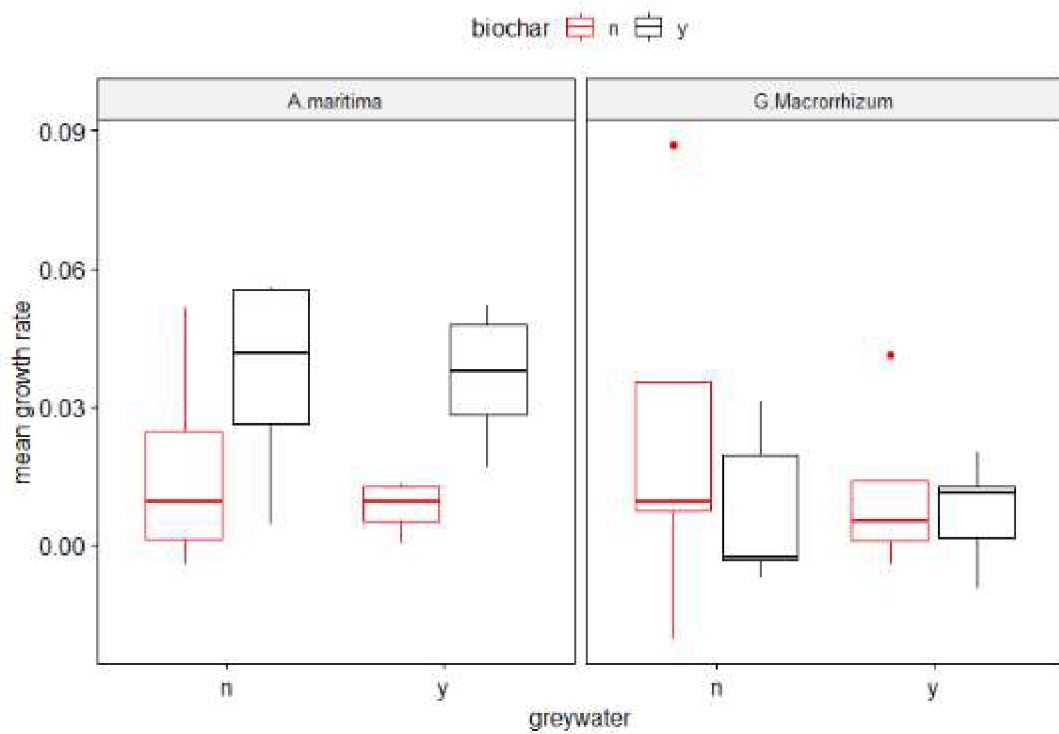 biochar n y
A.maritima G.Macrorrhizum
0.09
0.06
0.03
0.00
mean growth rate
n y n y
greywater